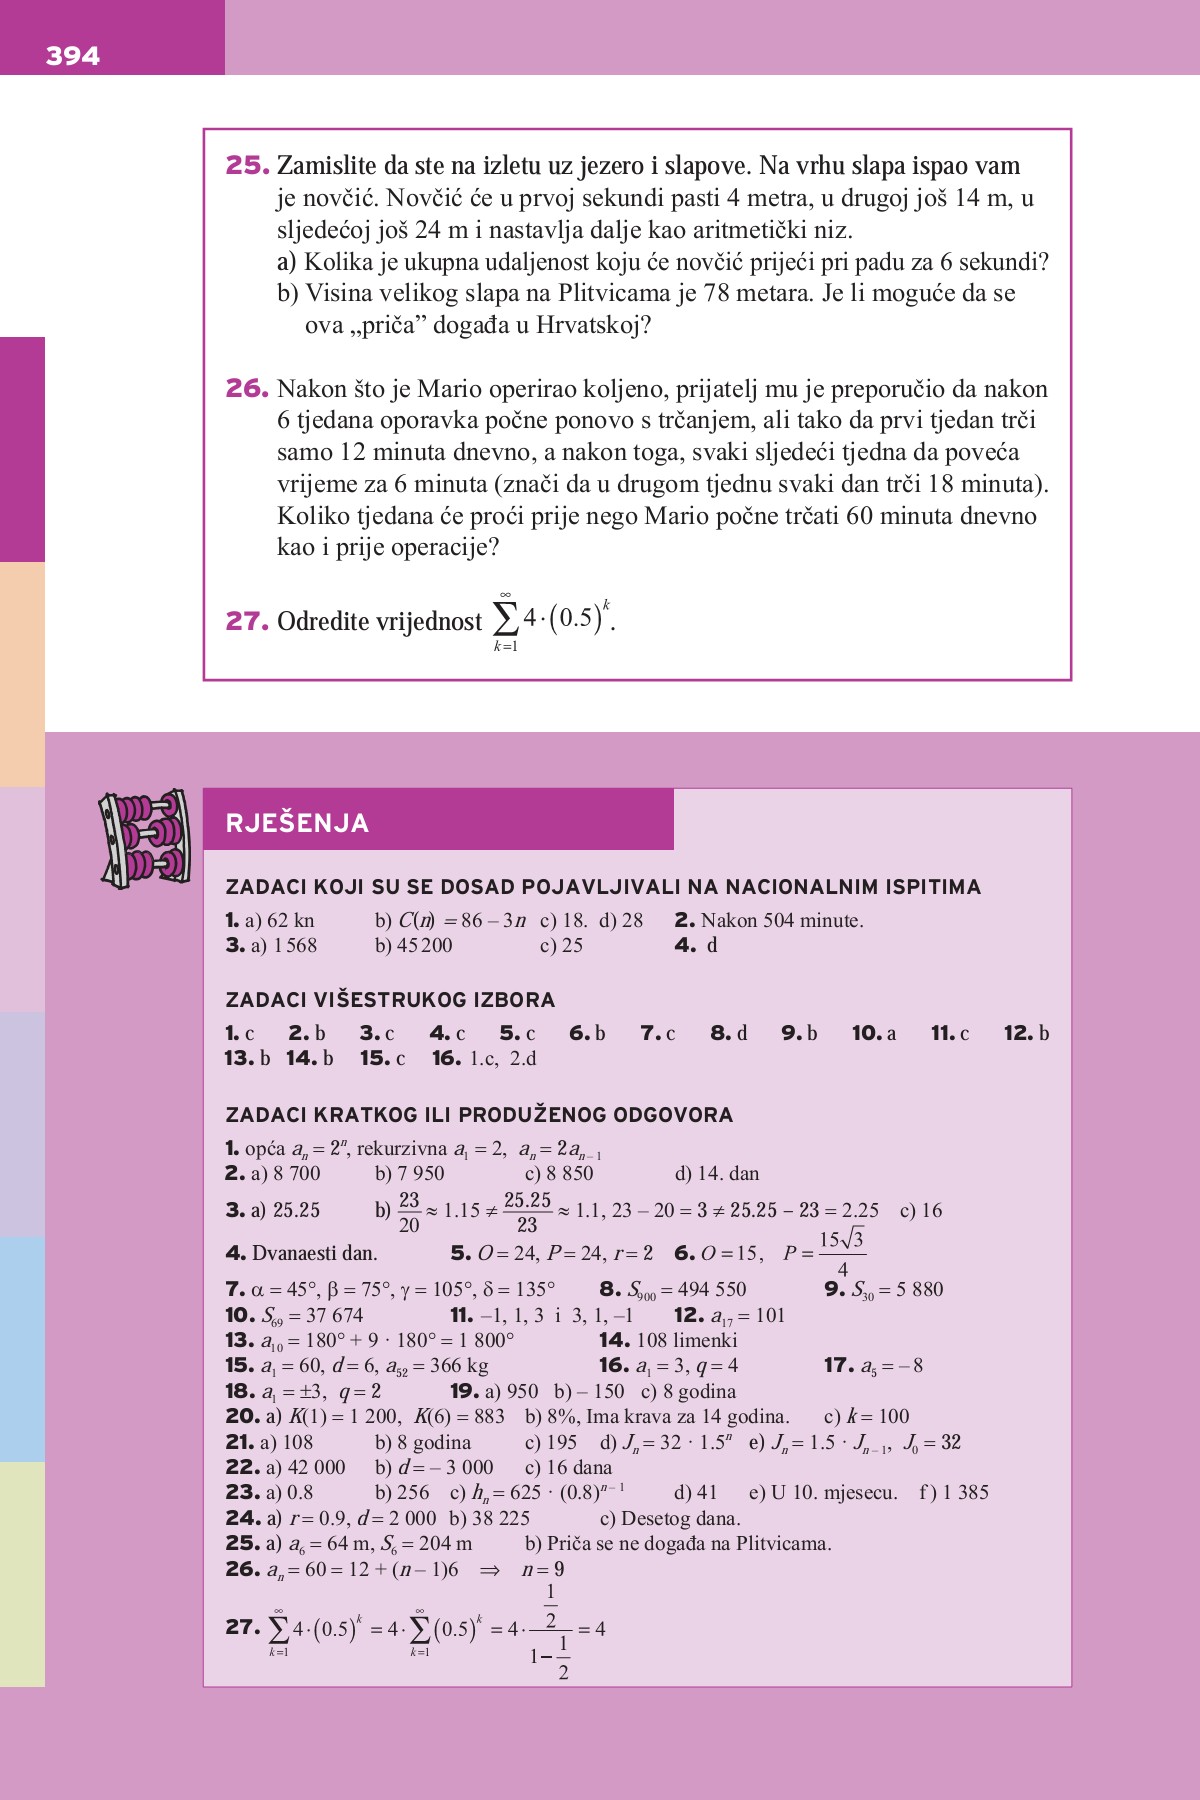 394
25. Zamislite da ste na izletu uz jezero i slapove. Na vrhu slapa ispao vam
je novčić. Novčić će u prvoj sekundi pasti 4 metra, u drugoj još 14 m, u
sljedećoj još 24 m i nastavlja dalje kao aritmetički niz.
a) Kolika je ukupna udaljenost koju će novčić prijeći pri padu za 6 sekundi?
b) Visina velikog slapa na Plitvicama je 78 metara. Je li moguće da se
ova „priča” događa u Hrvatskoj?
26. Nakon što je Mario operirao koljeno, prijatelj mu je preporučio da nakon
6 tjedana oporavka počne ponovo s trčanjem, ali tako da prvi tjedan trči
samo 12 minuta dnevno, a nakon toga, svaki sljedeći tjedna da poveća
vrijeme za 6 minuta (znači da u drugom tjednu svaki dan trči 18 minuta).
Koliko tjedana će proći prije nego Mario počne trčati 60 minuta dnevno
kao i prije operacije?
27. Odredite vrijednost $\sum_{k=1}^{\infty} 4 \cdot (0.5)^k$.
RJEŠENJA
ZADACI KOJI SU SE DOSAD POJAVLJIVALI NA NACIONALNIM ISPITIMA
1. a) 62 kn b) C(n) = 86 – 3n c) 18. d) 28 2. Nakon 504 minute.
3. a) 1 568 b) 45 200 c) 25 4. d
ZADACI VIŠESTRUKOG IZBORA
1. c 2. b 3. c 4. c 5. c 6. b 7. c 8. d 9. b 10. a 11. c 12. b
13. b 14. b 15. c 16. 1.c, 2.d
ZADACI KRATKOG ILI PRODUŽENOG ODGOVORA
1. opća $a_n = 2^n$, rekurzivna $a_1 = 2$, $a_n = 2a_{n-1}$
2. a) 8 700 b) 7 950 c) 8 850 d) 14. dan
3. a) 25.25 b) $\frac{23}{20} \approx 1.15 \neq \frac{25.25}{23} \approx 1.1$, 23 – 20 = 3 ≠ 25.25 – 23 = 2.25 c) 16
4. Dvanaesti dan. 5. O = 24, P = 24, r = 2 6. O = 15, $P = \frac{15\sqrt{3}}{4}$
7. α = 45°, β = 75°, γ = 105°, δ = 135° 8. $S_{900}$ = 494 550 9. $S_{30}$ = 5 880
10. $S_{69}$ = 37 674 11. –1, 1, 3 i 3, 1, –1 12. $a_{17}$ = 101
13. $a_{10}$ = 180° + 9 · 180° = 1 800° 14. 108 limenki
15. $a_1$ = 60, d = 6, $a_{52}$ = 366 kg 16. $a_1$ = 3, q = 4 17. $a_5$ = – 8
18. $a_1$ = ±3, q = 2 19. a) 950 b) – 150 c) 8 godina
20. a) K(1) = 1 200, K(6) = 883 b) 8%, Ima krava za 14 godina. c) k = 100
21. a) 108 b) 8 godina c) 195 d) $J_n = 32 \cdot 1.5^n$ e) $J_n = 1.5 \cdot J_{n-1}$, $J_0$ = 32
22. a) 42 000 b) d = – 3 000 c) 16 dana
23. a) 0.8 b) 256 c) $h_n = 625 \cdot (0.8)^{n-1}$ d) 41 e) U 10. mjesecu. f) 1 385
24. a) r = 0.9, d = 2 000 b) 38 225 c) Desetog dana.
25. a) $a_6$ = 64 m, $S_6$ = 204 m b) Priča se ne događa na Plitvicama.
26. $a_n$ = 60 = 12 + (n – 1)6 ⇒ n = 9
27. $\sum_{k=1}^{\infty} 4 \cdot (0.5)^k = 4 \cdot \sum_{k=1}^{\infty} (0.5)^k = 4 \cdot \frac{\frac{1}{2}}{1 - \frac{1}{2}} = 4$